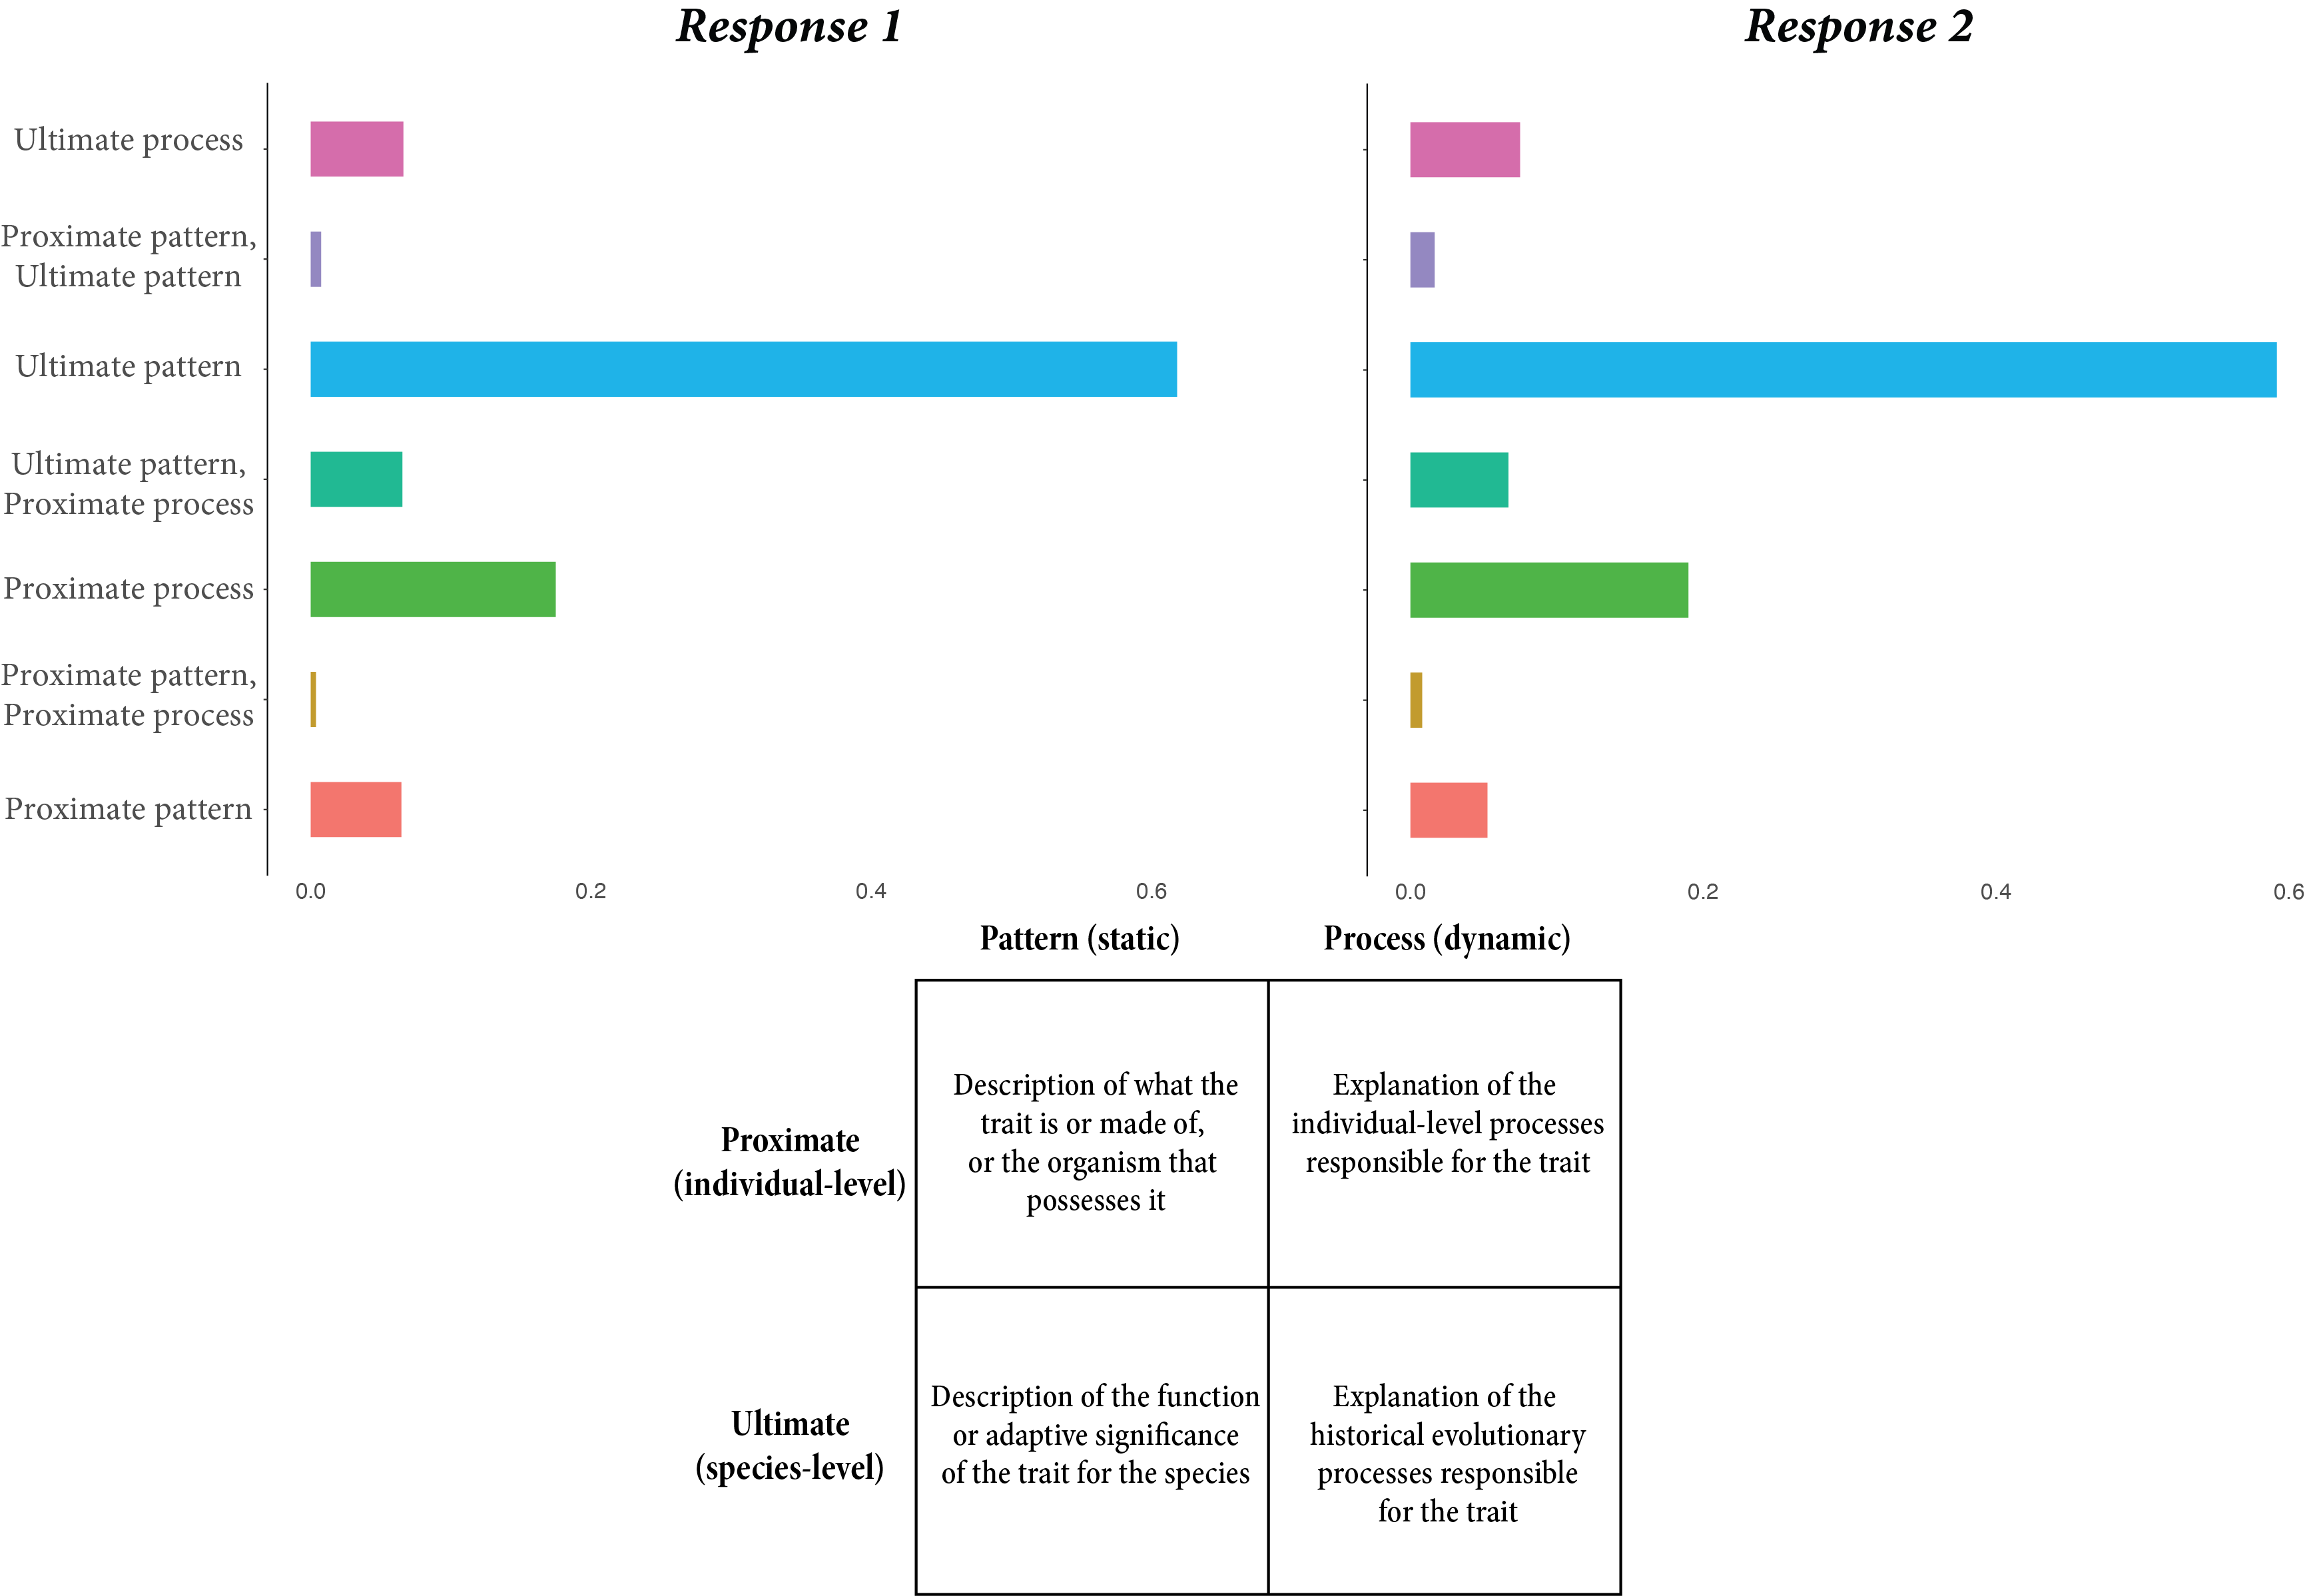 Response 1
Response 2
Ultimate process
Proximate pattern,
Ultimate pattern
Ultimate pattern
Ultimate pattern,
Proximate process
Proximate process
Proximate pattern,
Proximate process
Proximate pattern
0.0 0.2 0.4 0.6
0.0 0.2 0.4 0.6
Pattern (static)
Process (dynamic)
Proximate
(individual-level)
Description of what the
trait is or made of,
or the organism that
possesses it
Explanation of the
individual-level processes
responsible for the trait
Ultimate
(species-level)
Description of the function
or adaptive significance
of the trait for the species
Explanation of the
historical evolutionary
processes responsible
for the trait